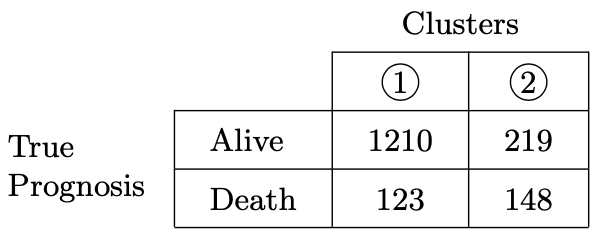 Clusters
① ②
True Prognosis
Alive 1210 219
Death 123 148